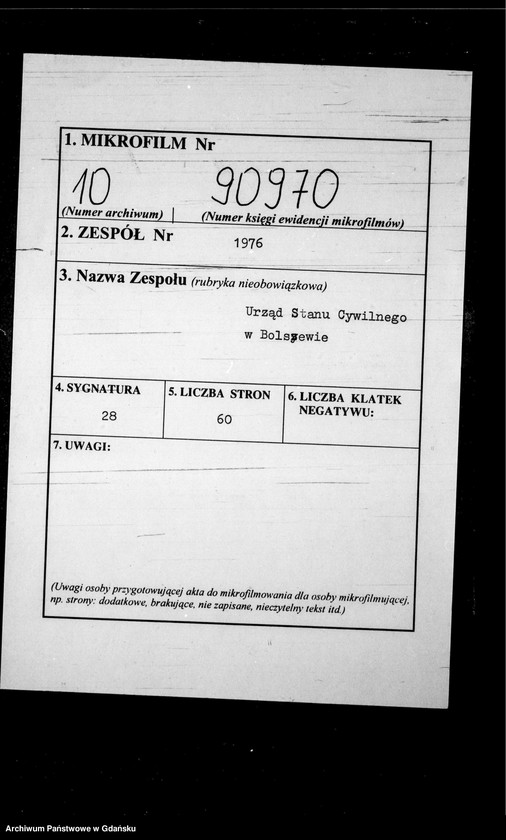 1. MIKROFILM Nr
10 90970
(Numer archiwum) (Numer księgi ewidencji mikrofilmów)
2. ZESPÓŁ Nr 1976
3. Nazwa Zespołu (rubryka nieobowiązkowa)
Urząd Stanu Cywilnego
w Bolszewie
4. SYGNATURA 5. LICZBA STRON 6. LICZBA KLATEK
NEGATYWU:
28 60
7. UWAGI:
(Uwagi osoby przygotowującej akta do mikrofilmowania dla osoby mikrofilmującej,
np. strony: dodatkowe, brakujące, nie zapisane, nieczytelny tekst itd.)
Archiwum Państwowe w Gdańsku